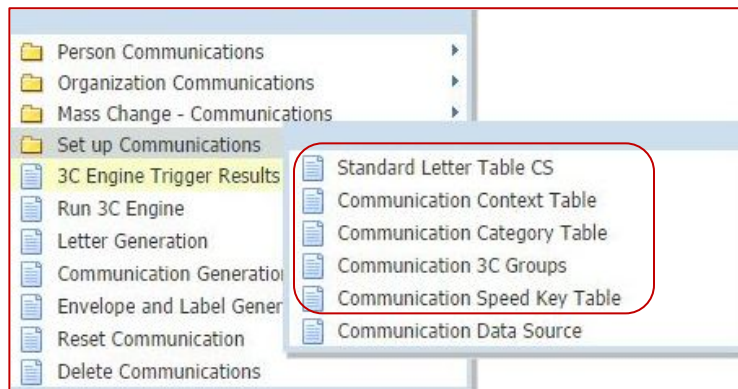 Person Communications
Organization Communications
Mass Change - Communications
Set up Communications
3C Engine Trigger Results
Run 3C Engine
Letter Generation
Communication Generation
Envelope and Label Gener
Reset Communication
Delete Communications
Standard Letter Table CS
Communication Context Table
Communication Category Table
Communication 3C Groups
Communication Speed Key Table
Communication Data Source